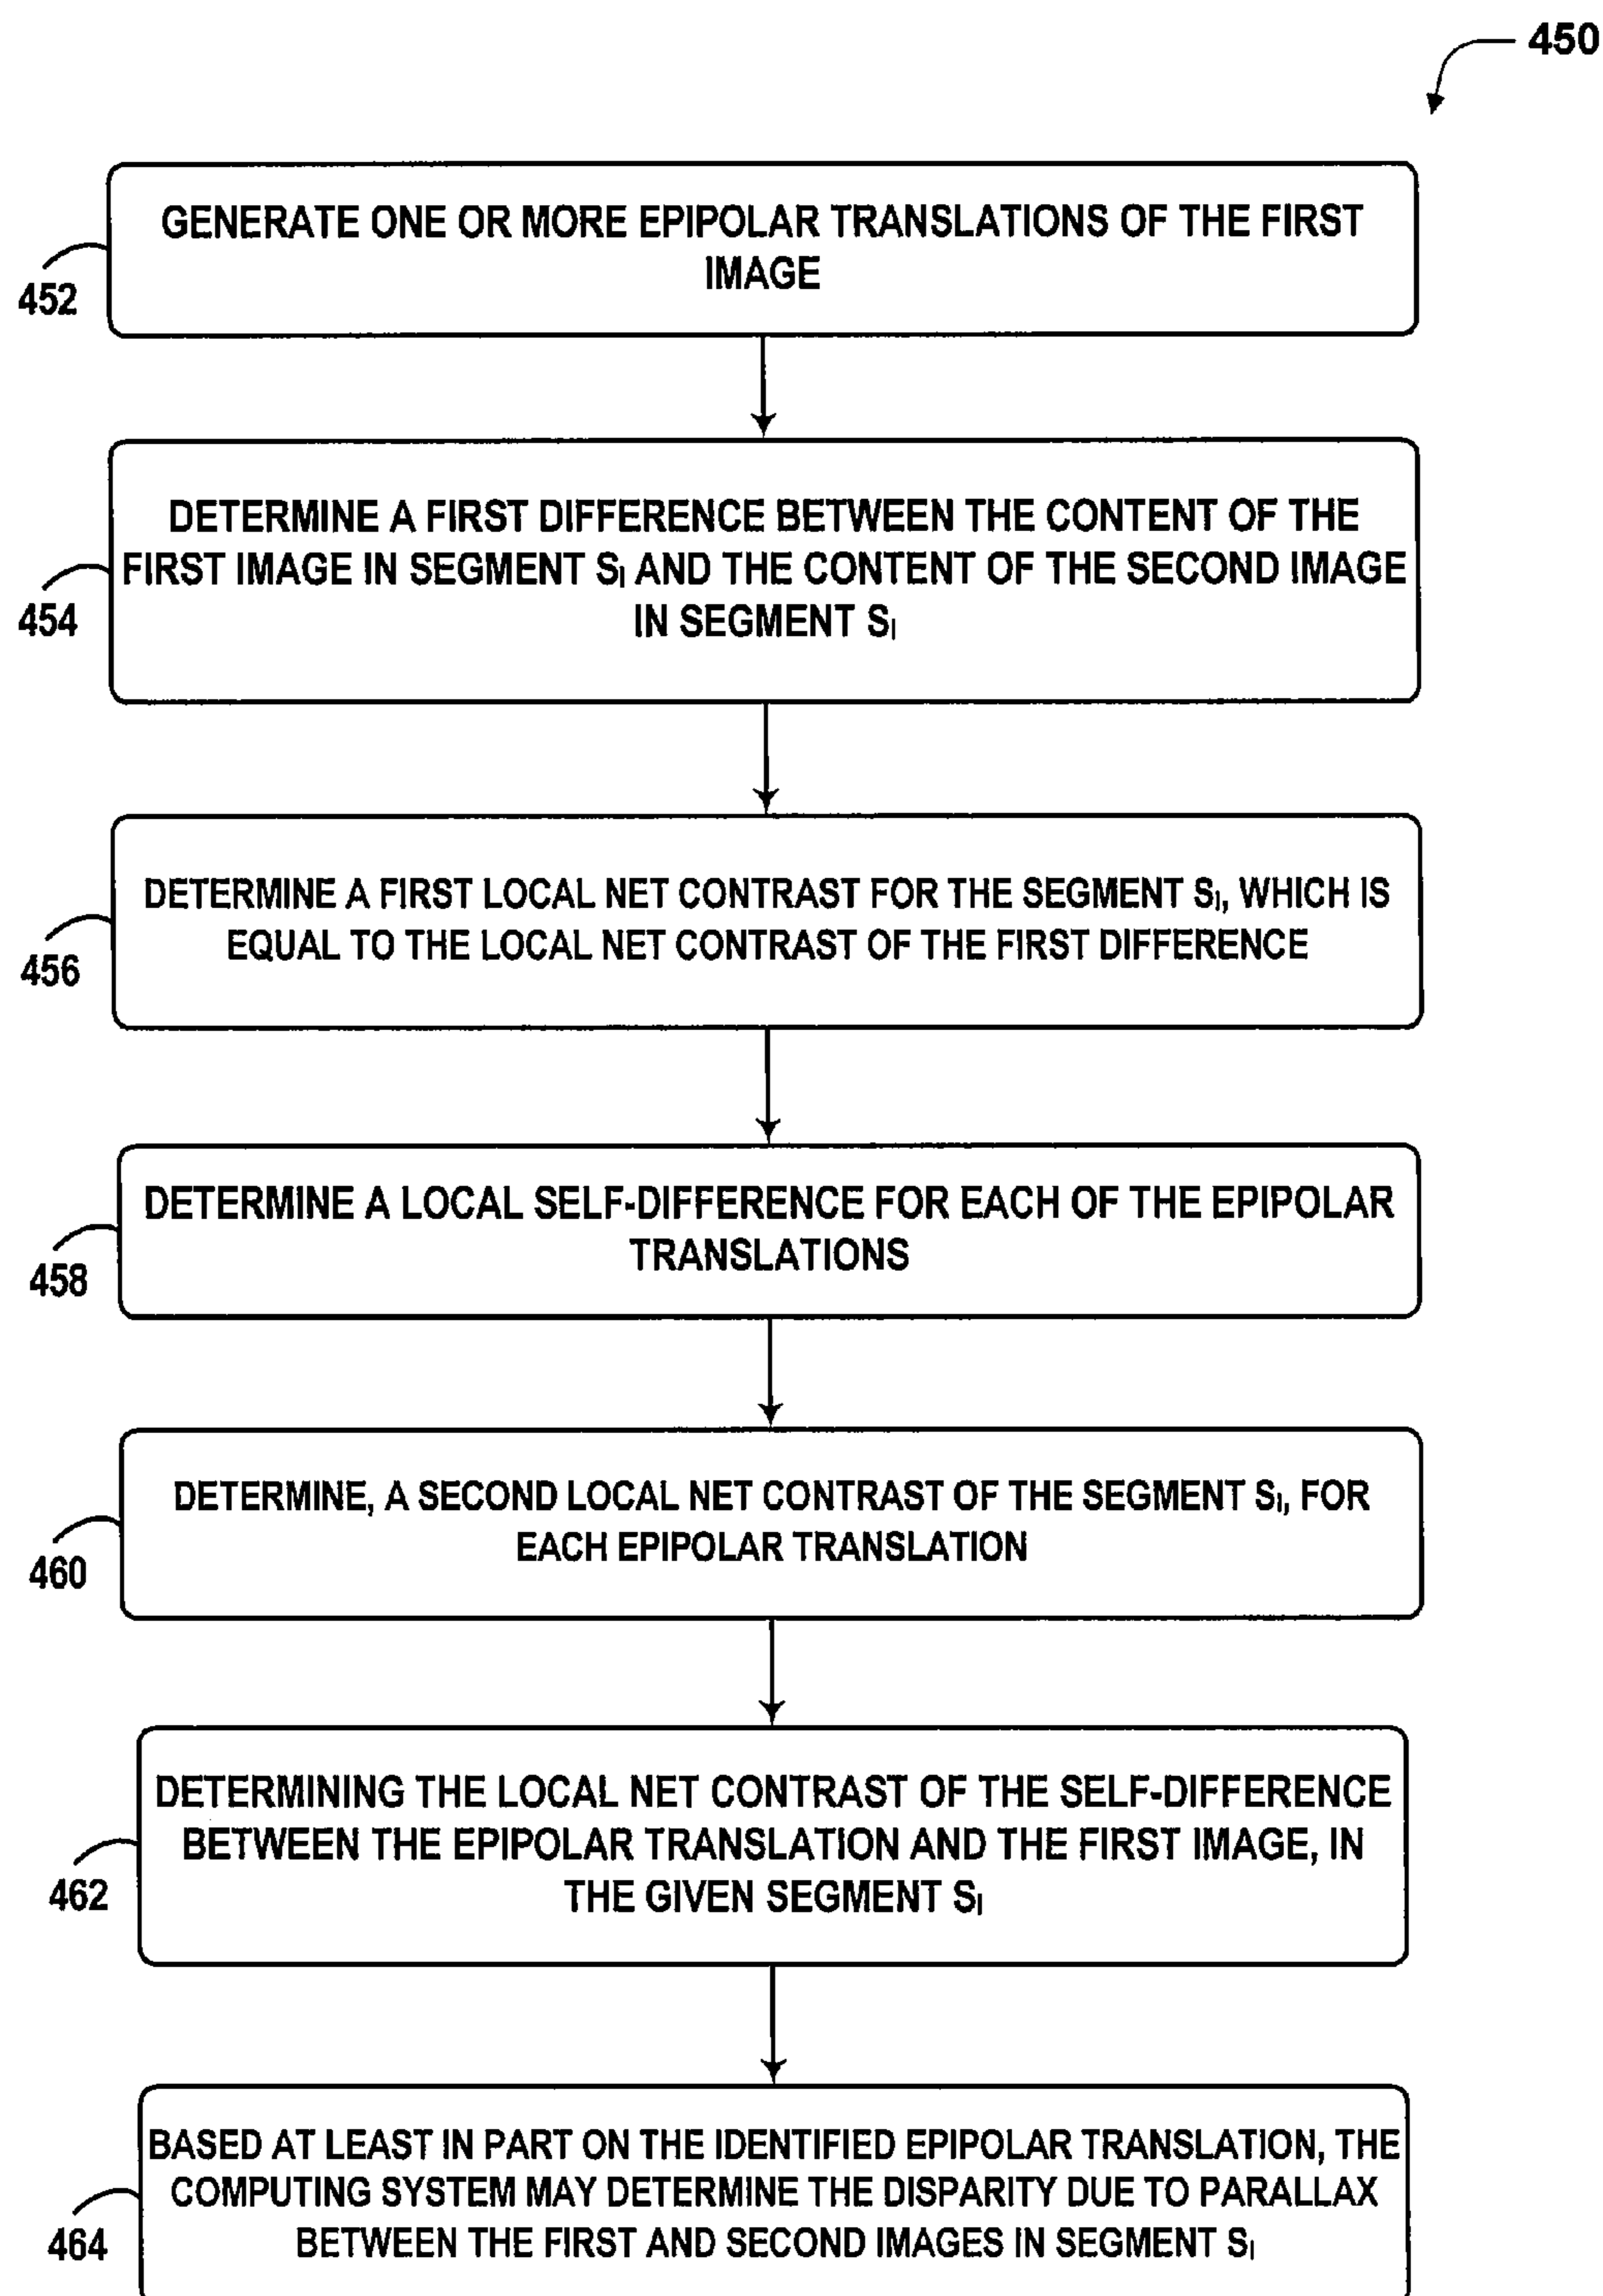 450
GENERATE ONE OR MORE EPIPOLAR TRANSLATIONS OF THE FIRST
IMAGE
452
DETERMINE A FIRST DIFFERENCE BETWEEN THE CONTENT OF THE
FIRST IMAGE IN SEGMENT SI AND THE CONTENT OF THE SECOND IMAGE
IN SEGMENT SI
454
DETERMINE A FIRST LOCAL NET CONTRAST FOR THE SEGMENT SI, WHICH IS
EQUAL TO THE LOCAL NET CONTRAST OF THE FIRST DIFFERENCE
456
DETERMINE A LOCAL SELF-DIFFERENCE FOR EACH OF THE EPIPOLAR
TRANSLATIONS
458
DETERMINE, A SECOND LOCAL NET CONTRAST OF THE SEGMENT SI, FOR
EACH EPIPOLAR TRANSLATION
460
DETERMINING THE LOCAL NET CONTRAST OF THE SELF-DIFFERENCE
BETWEEN THE EPIPOLAR TRANSLATION AND THE FIRST IMAGE, IN
THE GIVEN SEGMENT SI
462
BASED AT LEAST IN PART ON THE IDENTIFIED EPIPOLAR TRANSLATION, THE
COMPUTING SYSTEM MAY DETERMINE THE DISPARITY DUE TO PARALLAX
BETWEEN THE FIRST AND SECOND IMAGES IN SEGMENT SI
464